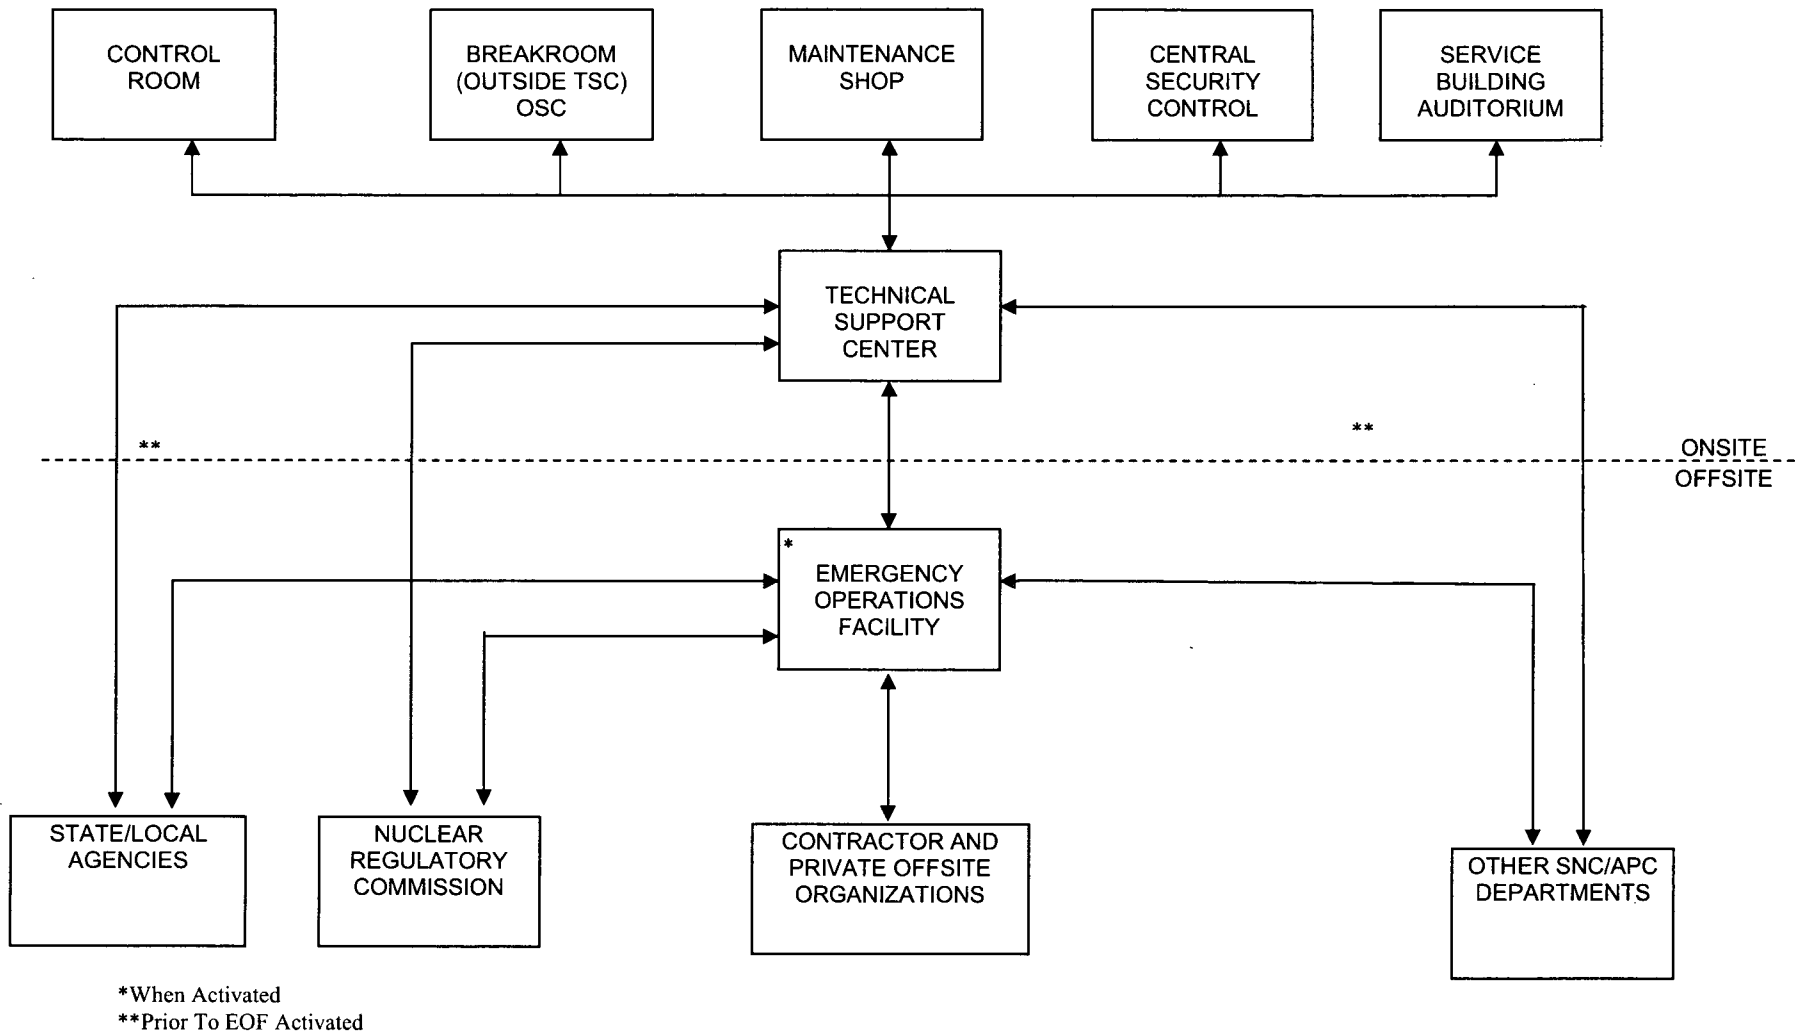 CONTROL
ROOM
BREAKROOM
(OUTSIDE TSC)
OSC
MAINTENANCE
SHOP
CENTRAL
SECURITY
CONTROL
SERVICE
BUILDING
AUDITORIUM
TECHNICAL
SUPPORT
CENTER
**
**
ONSITE
OFFSITE
*
EMERGENCY
OPERATIONS
FACILITY
STATE/LOCAL
AGENCIES
NUCLEAR
REGULATORY
COMMISSION
CONTRACTOR AND
PRIVATE OFFSITE
ORGANIZATIONS
OTHER SNC/APC
DEPARTMENTS
*When Activated
**Prior To EOF Activated